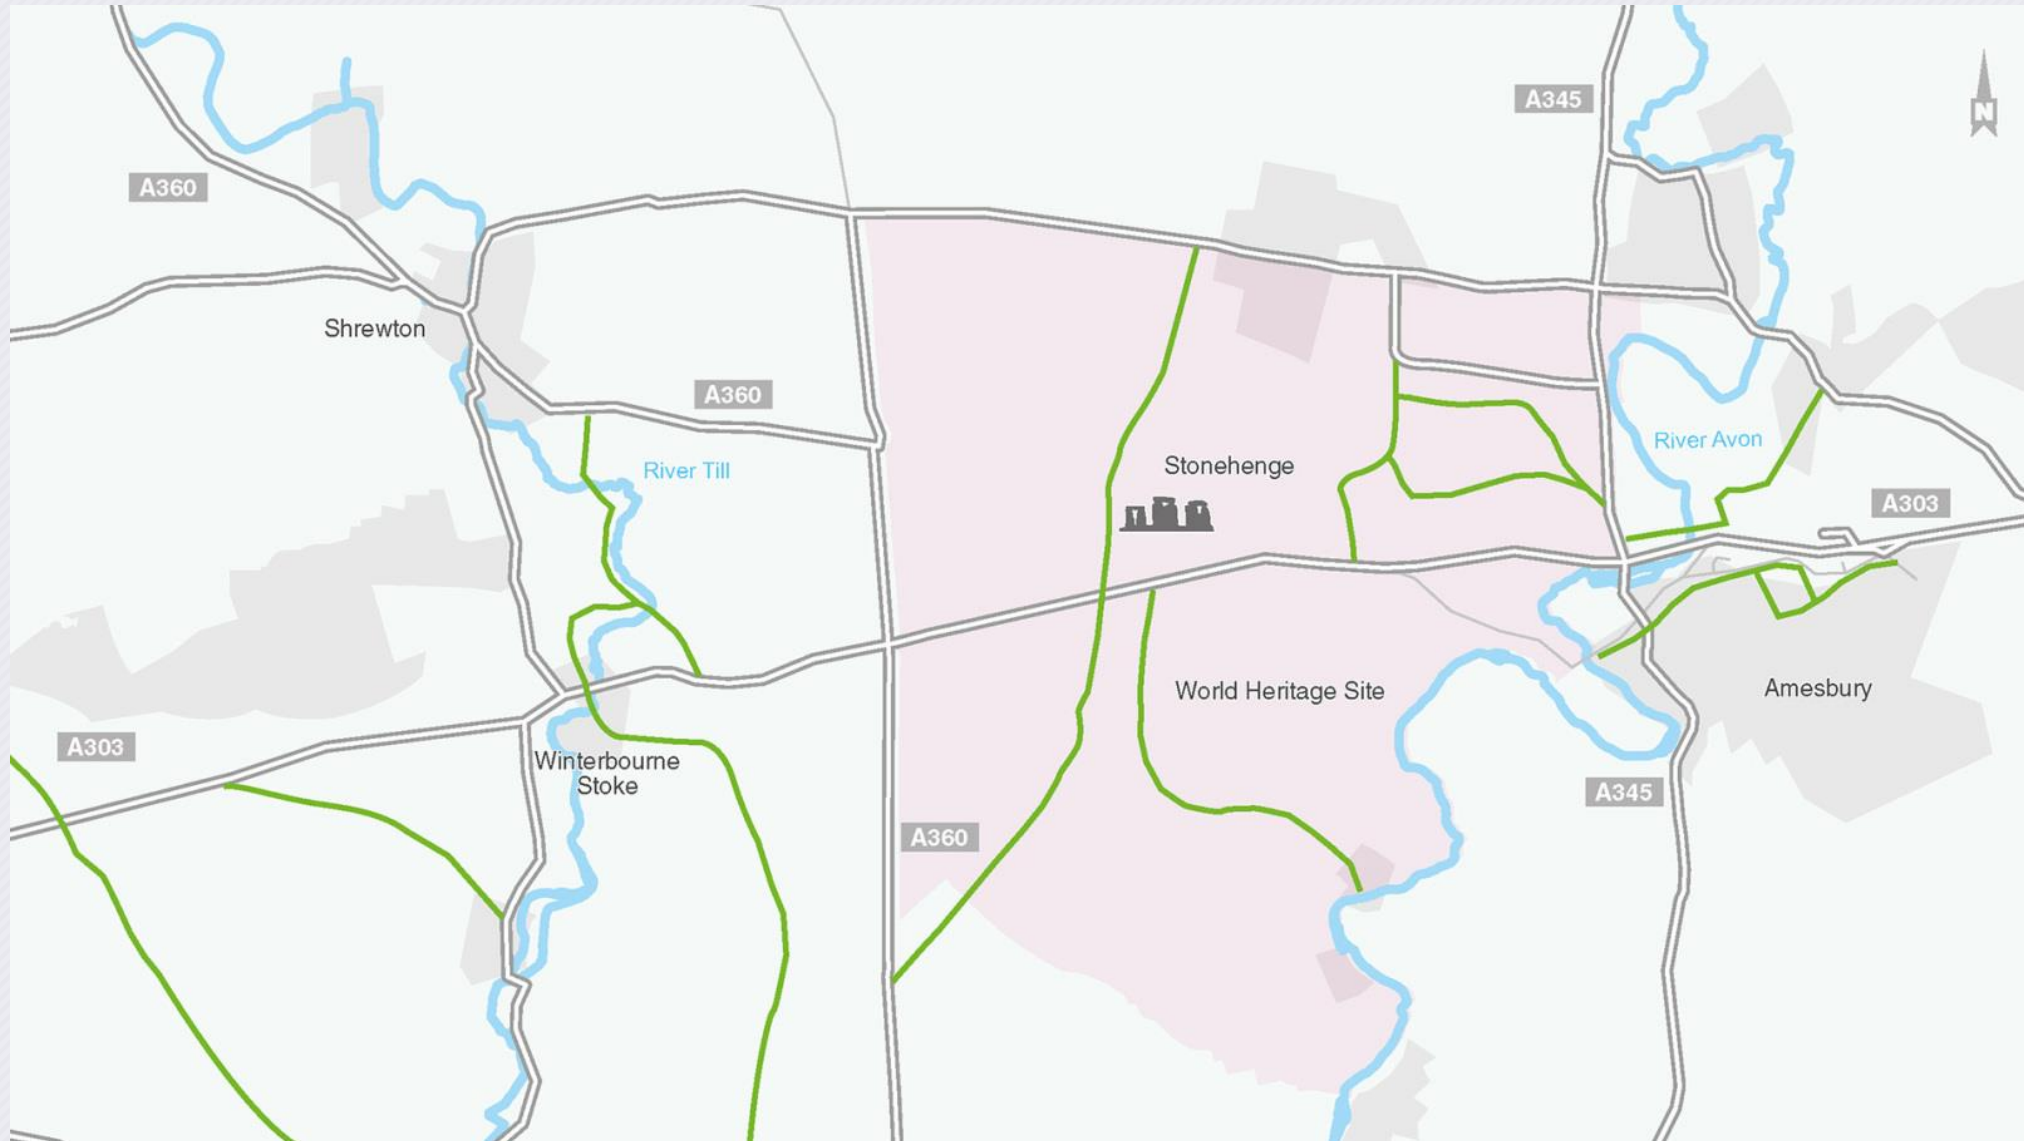 A345
N
A360
Shrewton
A360
River Avon
Stonehenge
River Till
A303
World Heritage Site
Amesbury
A303
Winterbourne
Stoke
A345
A360